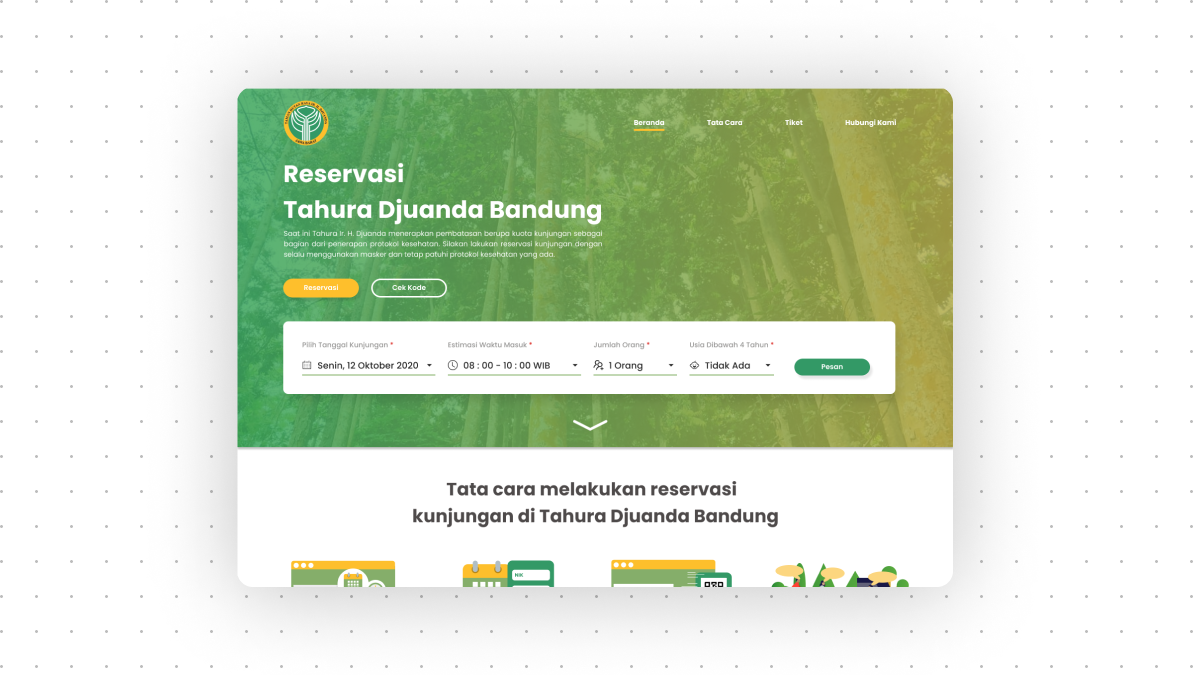 Beranda
Tata Cara
Tiket
Hubungi Kami
Reservasi
Tahura Djuanda Bandung
Saat ini Tahura Ir. H. Djuanda menerapkan pembatasan berupa kuota kunjungan sebagai
bagian dari penerapan protokol kesehatan. Silakan lakukan reservasi kunjungan dengan
selalu menggunakan masker dan tetap patuhi protokol kesehatan yang ada.
Reservasi
Cek Kode
Pilih Tanggal Kunjungan *
Estimasi Waktu Masuk *
Jumlah Orang *
Usia Dibawah 4 Tahun *
Senin, 12 Oktober 2020
08 : 00 - 10 : 00 WIB
1 Orang
Tidak Ada
Pesan
Tata cara melakukan reservasi
kunjungan di Tahura Djuanda Bandung
NIK